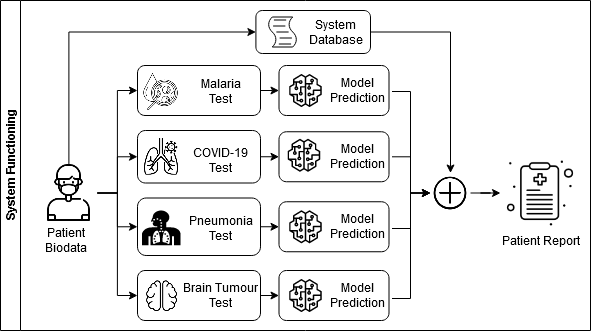 System Functioning
System
Database
Malaria
Test
Model
Prediction
COVID-19
Test
Model
Prediction
Patient
Biodata
Pneumonia
Test
Model
Prediction
Patient Report
Brain Tumour
Test
Model
Prediction